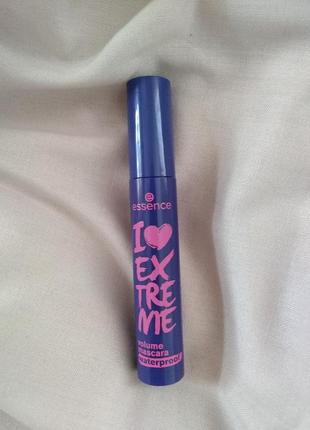 essence
I ♥
EX
TRE
ME
volume
mascara
waterproof